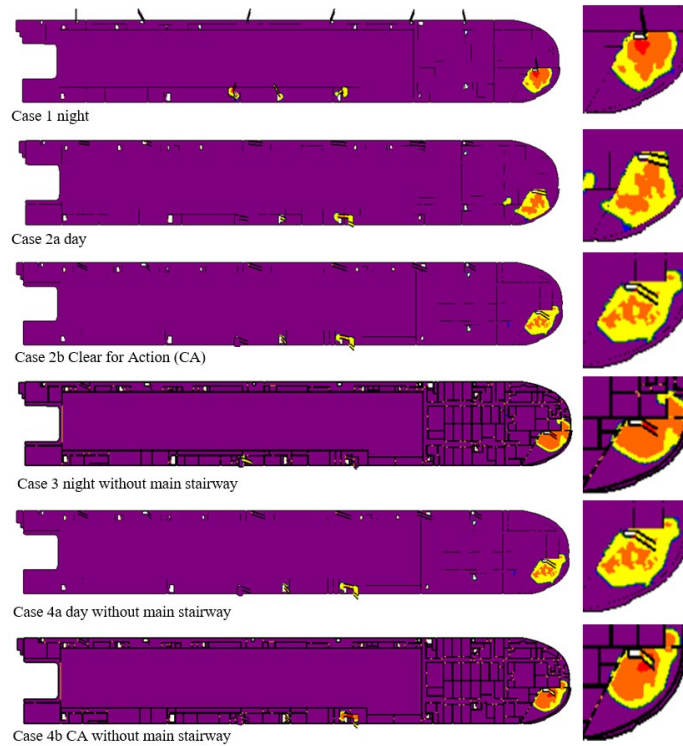 Case 1 night
Case 2a day
Case 2b Clear for Action (CA)
Case 3 night without main stairway
Case 4a day without main stairway
Case 4b CA without main stairway